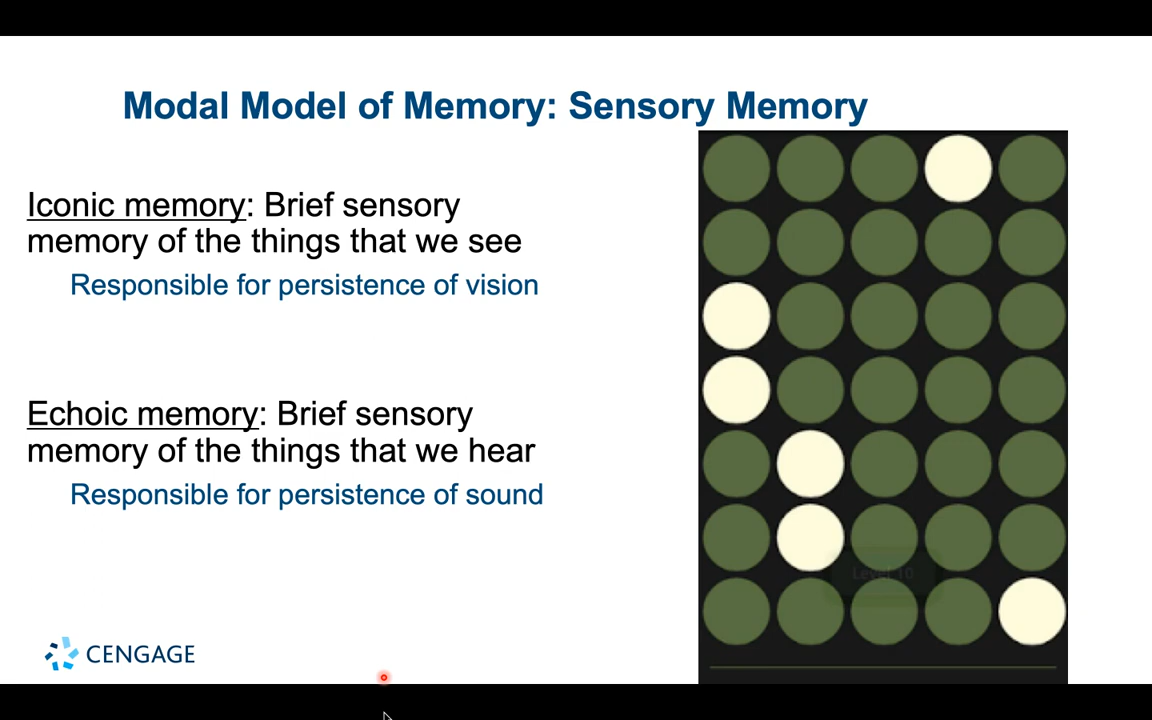 Modal Model of Memory: Sensory Memory
Iconic memory: Brief sensory
memory of the things that we see
Responsible for persistence of vision
Echoic memory: Brief sensory
memory of the things that we hear
Responsible for persistence of sound
Level 10
CENGAGE